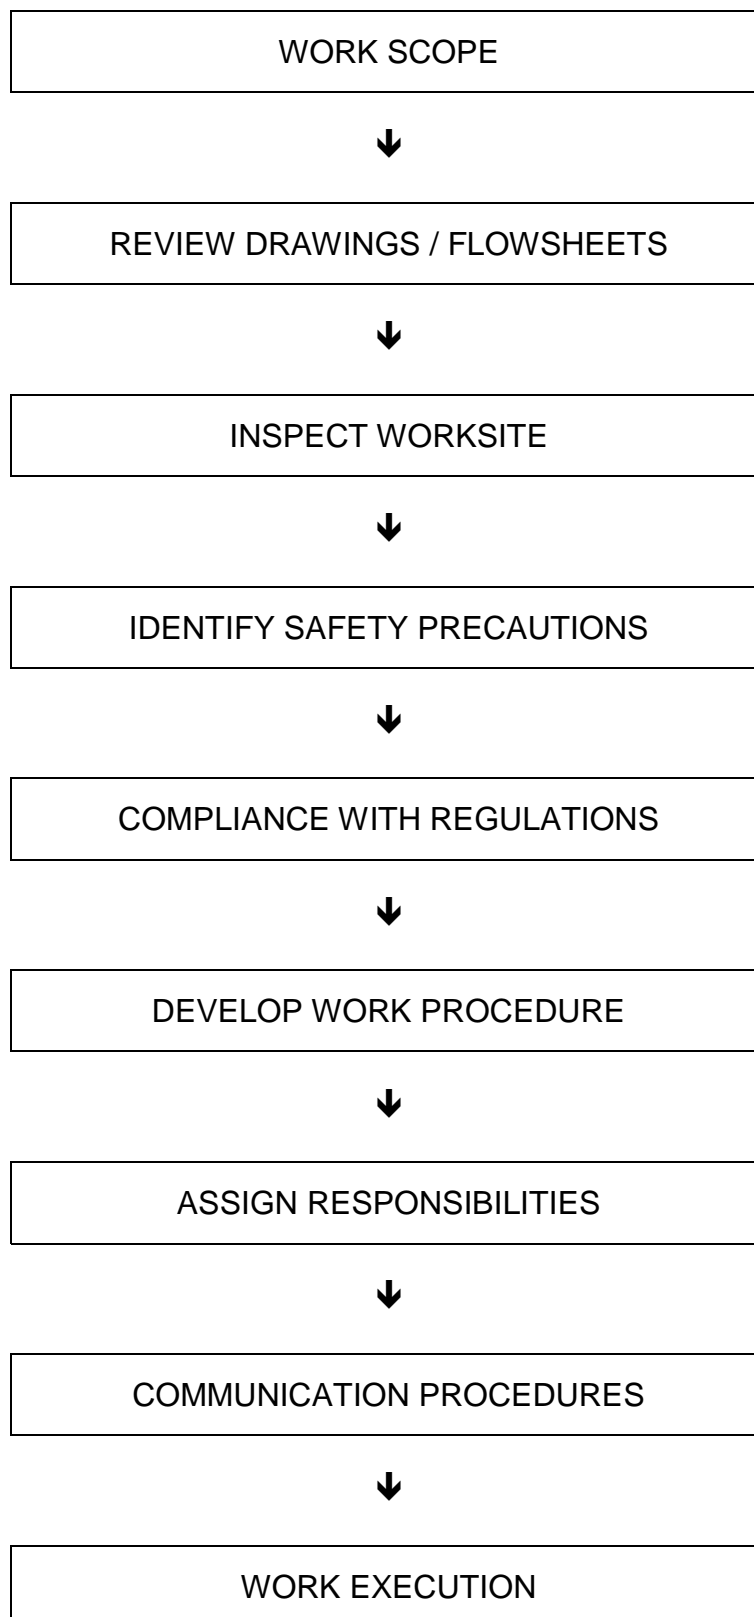 WORK SCOPE
REVIEW DRAWINGS / FLOWSHEETS
INSPECT WORKSITE
IDENTIFY SAFETY PRECAUTIONS
COMPLIANCE WITH REGULATIONS
DEVELOP WORK PROCEDURE
ASSIGN RESPONSIBILITIES
COMMUNICATION PROCEDURES
WORK EXECUTION